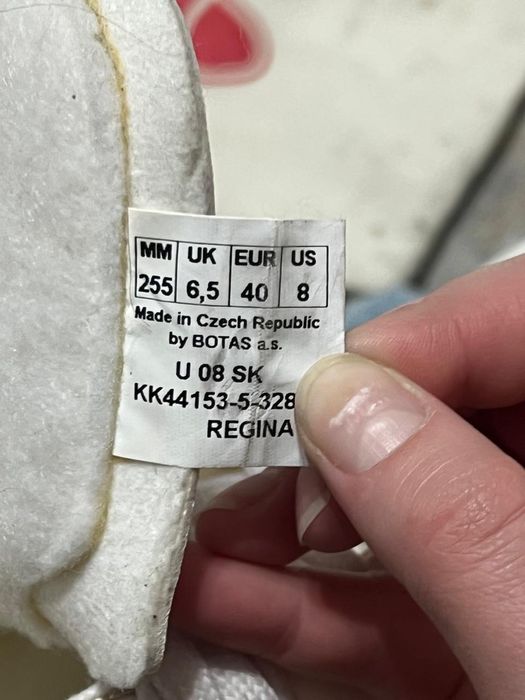 MM UK EUR US
255 6,5 40 8
Made in Czech Republic
by BOTAS a.s.
U 08 SK
KK44153-5-328
REGINA